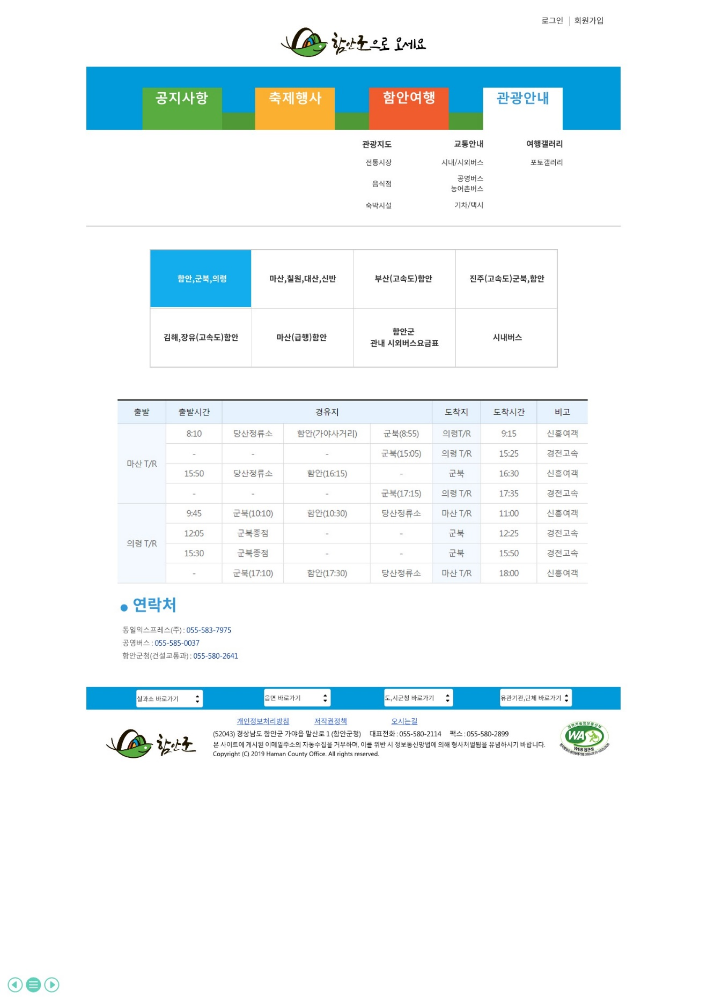 로그인 | 회원가입
함안군으로 오세요
공지사항 축제행사 함안여행 관광안내
관광지도 교통안내 여행갤러리
전통시장 시내/시외버스 포토갤러리
음식점 공영버스
농어촌버스
숙박시설 기차/택시
함안,군북,의령 마산,칠원,대산,신반 부산(고속도)함안 진주(고속도)군북,함안
김해,장유(고속도)함안 마산(급행)함안 함안군 시내버스
관내 시외버스요금표
출발 출발시간 경유지 도착지 도착시간 비고
마산 T/R 8:10 당산정류소 함안(가야사거리) 군북(8:55) 의령T/R 9:15 신흥여객
- - - 군북(15:05) 의령 T/R 15:25 경전고속
15:50 당산정류소 함안(16:15) - 군북 16:30 신흥여객
- - - 군북(17:15) 의령 T/R 17:35 경전고속
의령 T/R 9:45 군북(10:10) 함안(10:30) 당산정류소 마산 T/R 11:00 신흥여객
12:05 군북종점 - - 군북 12:25 경전고속
15:30 군북종점 - - 군북 15:50 경전고속
- 군북(17:10) 함안(17:30) 당산정류소 마산 T/R 18:00 신흥여객
● 연락처
동일익스프레스(주) : 055-583-7975
공영버스 : 055-585-0037
함안군청(건설교통과) : 055-580-2641
실과소 바로가기 읍면 바로가기 도,시군청 바로가기 유관기관,단체 바로가기
개인정보처리방침 저작권정책 오시는길
함안군
(52043) 경상남도 함안군 가야읍 말산로 1 (함안군청) 대표전화 : 055-580-2114 팩스 : 055-580-2899
본 사이트에 게시된 이메일주소의 자동수집을 거부하며, 이를 위반 시 정보통신망법에 의해 형사처벌됨을 유념하시기 바랍니다.
Copyright (C) 2019 Haman County Office. All rights reserved.
과학기술정보통신부
WA
WEB 접근성